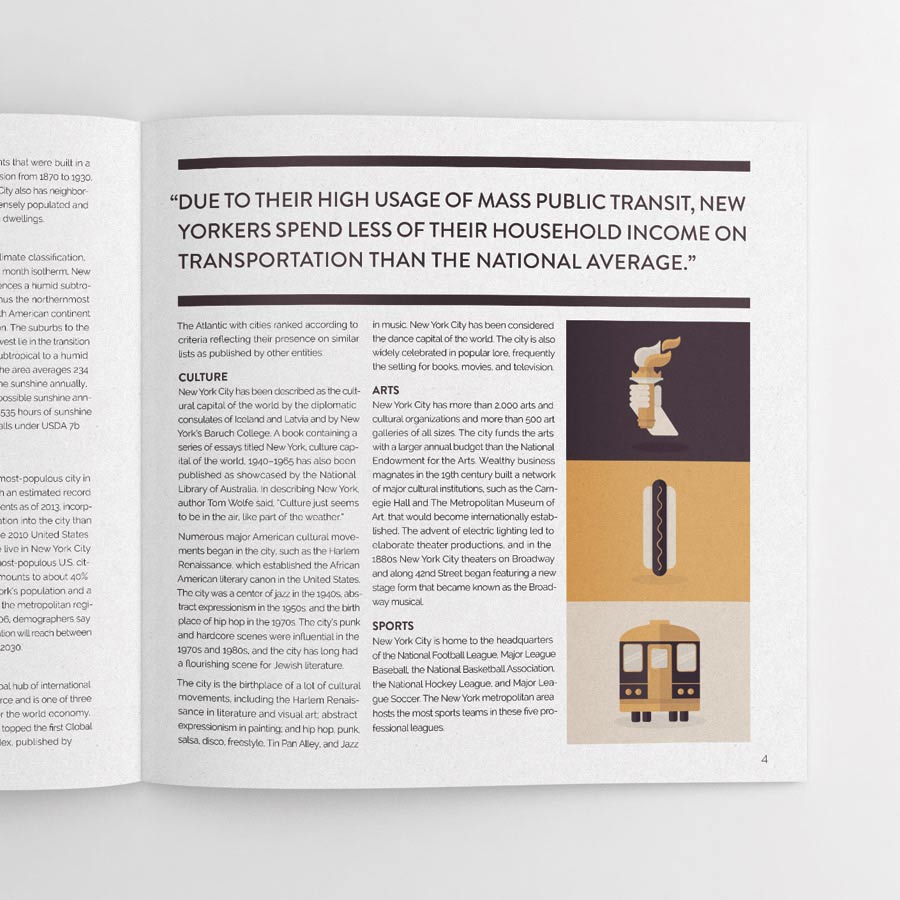 nts that were built in a
sion from 1870 to 1930.
City also has neighbor-
ensely populated and
dwellings.
limate classification,
month isotherm, New
ences a humid subtro-
hus the northernmost
th American continent
n. The suburbs to the
west lie in the transition
ubtropical to a humid
he area averages 234
he sunshine annually.
possible sunshine ann-
535 hours of sunshine
alls under USDA 7b
most-populous city in
h an estimated record
ents as of 2013, incorp-
ation into the city than
e 2010 United States
live in New York City
ost-populous U.S. cit-
mounts to about 40%
ork's population and a
the metropolitan regi-
06, demographers say
ation will reach between
2030.
bal hub of international
rce and is one of three
r the world economy.
topped the first Global
dex, published by
“DUE TO THEIR HIGH USAGE OF MASS PUBLIC TRANSIT, NEW
YORKERS SPEND LESS OF THEIR HOUSEHOLD INCOME ON
TRANSPORTATION THAN THE NATIONAL AVERAGE.”
The Atlantic with cities ranked according to
criteria reflecting their presence on similar
lists as published by other entities.
CULTURE
New York City has been described as the cult-
ural capital of the world by the diplomatic
consulates of Iceland and Latvia and by New
York's Baruch College. A book containing a
series of essays titled New York, culture cap-
ital of the world, 1940–1965 has also been
published as showcased by the National
Library of Australia. In describing New York,
author Tom Wolfe said, "Culture just seems
to be in the air, like part of the weather."
Numerous major American cultural move-
ments began in the city, such as the Harlem
Renaissance, which established the African
American literary canon in the United States.
The city was a center of jazz in the 1940s, abs-
tract expressionism in the 1950s, and the birth
place of hip hop in the 1970s. The city's punk
and hardcore scenes were influential in the
1970s and 1980s, and the city has long had
a flourishing scene for Jewish literature.
The city is the birthplace of a lot of cultural
movements, including the Harlem Renais-
sance in literature and visual art; abstract
expressionism in painting; and hip hop, punk,
salsa, disco, freestyle, Tin Pan Alley, and Jazz
in music. New York City has been considered
the dance capital of the world. The city is also
widely celebrated in popular lore, frequently
the setting for books, movies, and television.
ARTS
New York City has more than 2,000 arts and
cultural organizations and more than 500 art
galleries of all sizes. The city funds the arts
with a larger annual budget than the National
Endowment for the Arts. Wealthy business
magnates in the 19th century built a network
of major cultural institutions, such as the Carn-
egie Hall and The Metropolitan Museum of
Art, that would become internationally estab-
lished. The advent of electric lighting led to
elaborate theater productions, and in the
1880s New York City theaters on Broadway
and along 42nd Street began featuring a new
stage form that became known as the Broad-
way musical.
SPORTS
New York City is home to the headquarters
of the National Football League, Major League
Baseball, the National Basketball Association,
the National Hockey League, and Major Lea-
gue Soccer. The New York metropolitan area
hosts the most sports teams in these five pro-
fessional leagues.
4